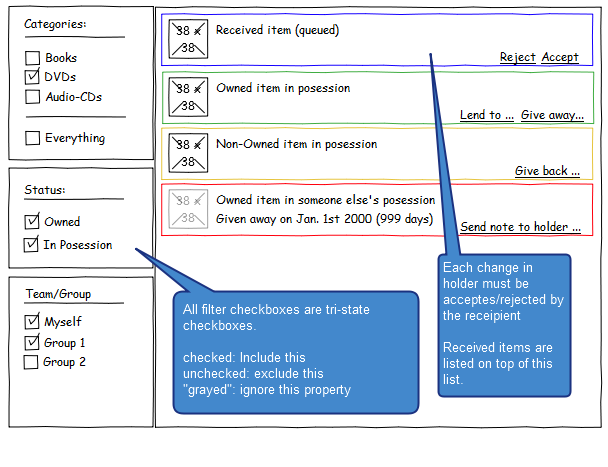 Categories:
Books
DVDs
Audio-CDs
Everything
Status:
Owned
In Posession
Team/Group
Myself
Group 1
Group 2
38 x
38
Received item (queued)
Reject Accept
38 x
38
Owned item in posession
Lend to ... Give away...
38 x
38
Non-Owned item in posession
Give back ...
38 x
38
Owned item in someone else's posession
Given away on Jan. 1st 2000 (999 days)
Send note to holder ...
All filter checkboxes are tri-state
checkboxes.
checked: Include this
unchecked: exclude this
"grayed": ignore this property
Each change in
holder must be
acceptes/rejected by
the receipient
Received items are
listed on top of this
list.